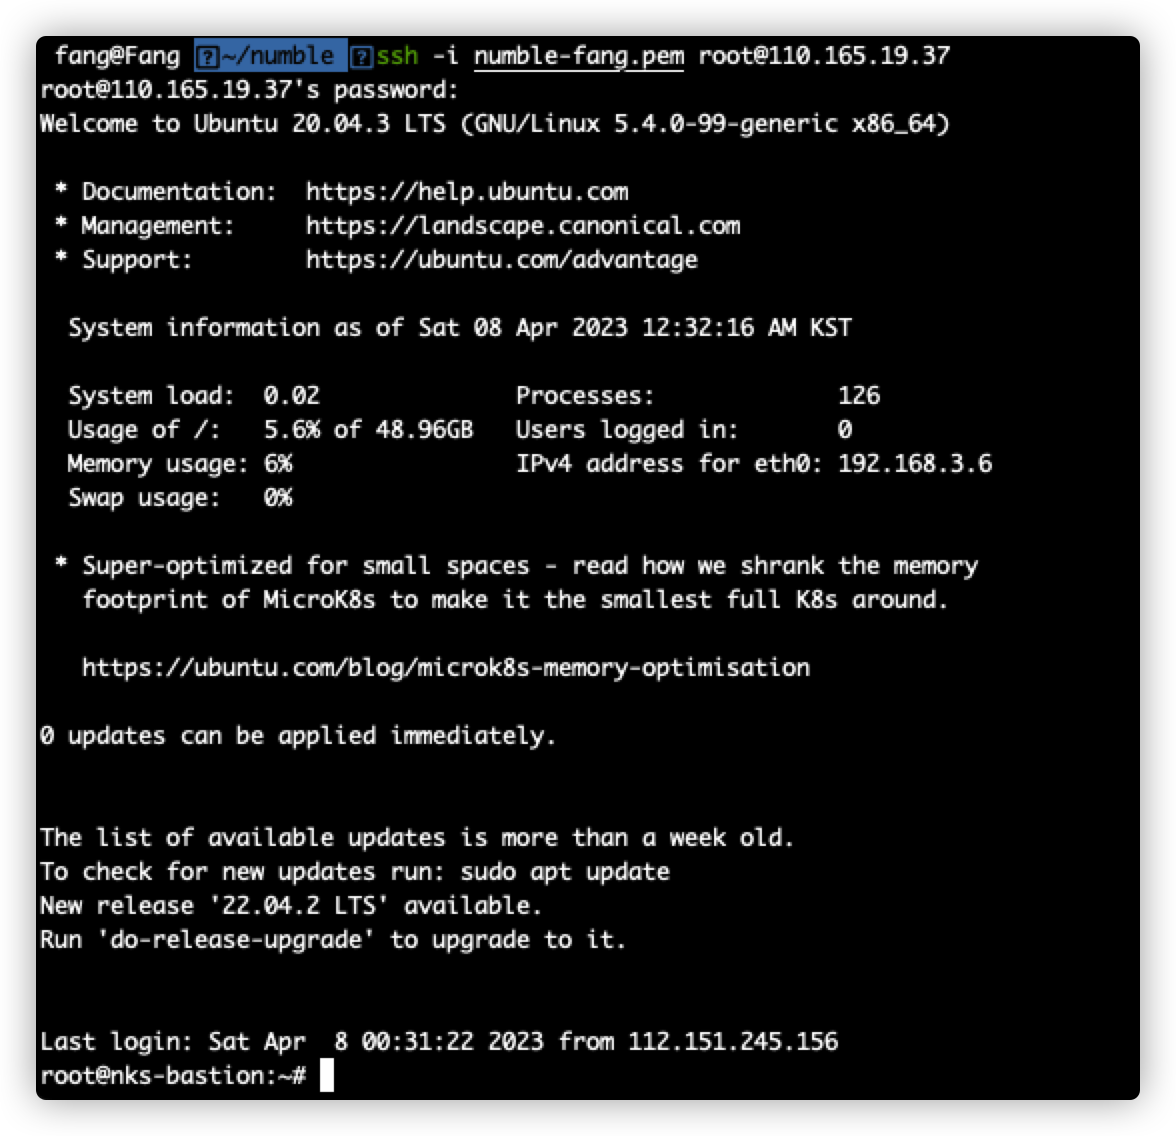 fang@Fang ~/numble ssh -i numble-fang.pem root@110.165.19.37
root@110.165.19.37's password:
Welcome to Ubuntu 20.04.3 LTS (GNU/Linux 5.4.0-99-generic x86_64)
* Documentation: https://help.ubuntu.com
* Management: https://landscape.canonical.com
* Support: https://ubuntu.com/advantage
System information as of Sat 08 Apr 2023 12:32:16 AM KST
System load: 0.02 Processes: 126
Usage of /: 5.6% of 48.96GB Users logged in: 0
Memory usage: 6% IPv4 address for eth0: 192.168.3.6
Swap usage: 0%
* Super-optimized for small spaces - read how we shrank the memory
footprint of MicroK8s to make it the smallest full K8s around.
https://ubuntu.com/blog/microk8s-memory-optimisation
0 updates can be applied immediately.
The list of available updates is more than a week old.
To check for new updates run: sudo apt update
New release '22.04.2 LTS' available.
Run 'do-release-upgrade' to upgrade to it.
Last login: Sat Apr  8 00:31:22 2023 from 112.151.245.156
root@nks-bastion:~#